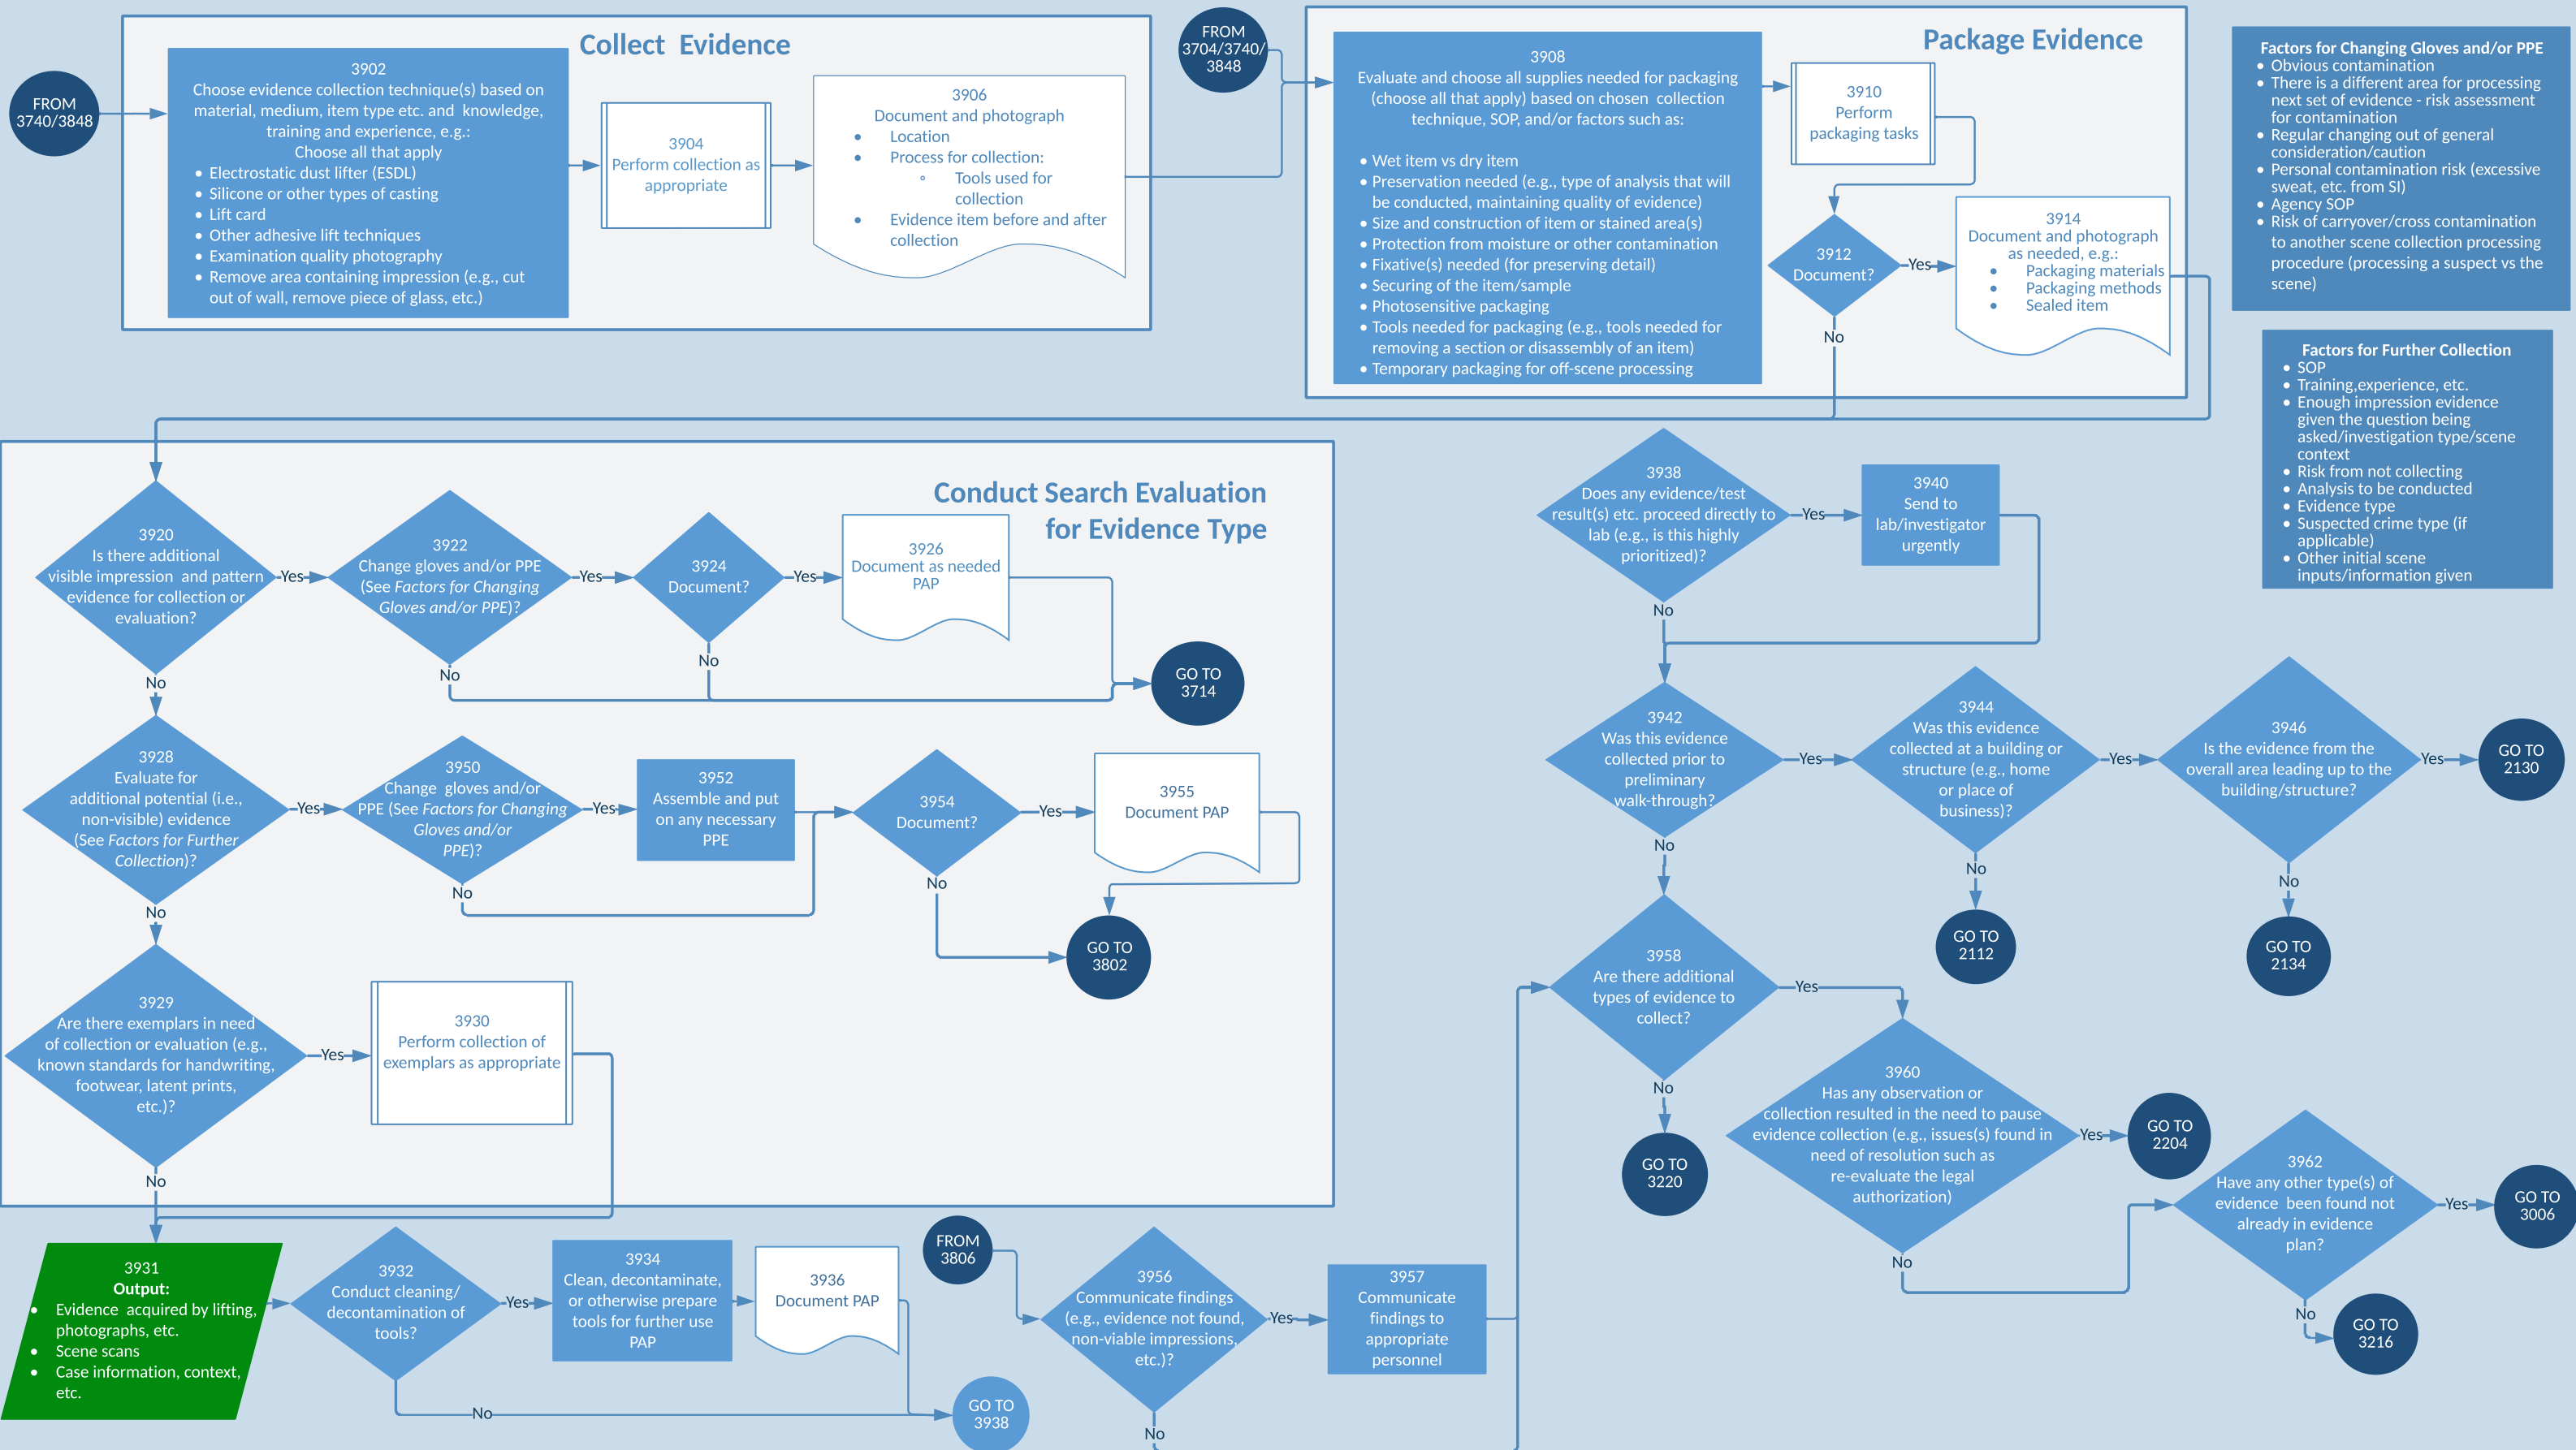 FROM
3740/3848
Collect  Evidence
3902
Choose evidence collection technique(s) based on
material, medium, item type etc. and  knowledge,
training and experience, e.g.:
Choose all that apply
• Electrostatic dust lifter (ESDL)
• Silicone or other types of casting
• Lift card
• Other adhesive lift techniques
• Examination quality photography
• Remove area containing impression (e.g., cut
out of wall, remove piece of glass, etc.)
3904
Perform collection as
appropriate
3906
Document and photograph
• Location
• Process for collection:
◦ Tools used for
collection
• Evidence item before and after
collection
FROM
3704/3740/
3848
Package Evidence
3908
Evaluate and choose all supplies needed for packaging
(choose all that apply) based on chosen  collection
technique, SOP, and/or factors such as:
• Wet item vs dry item
• Preservation needed (e.g., type of analysis that will
be conducted, maintaining quality of evidence)
• Size and construction of item or stained area(s)
• Protection from moisture or other contamination
• Fixative(s) needed (for preserving detail)
• Securing of the item/sample
• Photosensitive packaging
• Tools needed for packaging (e.g., tools needed for
removing a section or disassembly of an item)
• Temporary packaging for off-scene processing
3910
Perform
packaging tasks
3912
Document?
Yes
No
3914
Document and photograph
as needed, e.g.:
• Packaging materials
• Packaging methods
• Sealed item
Factors for Changing Gloves and/or PPE
• Obvious contamination
• There is a different area for processing
next set of evidence - risk assessment
for contamination
• Regular changing out of general
consideration/caution
• Personal contamination risk (excessive
sweat, etc. from SI)
• Agency SOP
• Risk of carryover/cross contamination
to another scene collection processing
procedure (processing a suspect vs the
scene)
Factors for Further Collection
• SOP
• Training,experience, etc.
• Enough impression evidence
given the question being
asked/investigation type/scene
context
• Risk from not collecting
• Analysis to be conducted
• Evidence type
• Suspected crime type (if
applicable)
• Other initial scene
inputs/information given
Conduct Search Evaluation
for Evidence Type
3920
Is there additional
visible impression  and pattern
evidence for collection or
evaluation?
Yes
No
3922
Change gloves and/or PPE
(See Factors for Changing
Gloves and/or PPE)?
Yes
No
3924
Document?
Yes
No
3926
Document as needed
PAP
GO TO
3714
3928
Evaluate for
additional potential (i.e.,
non-visible) evidence
(See Factors for Further
Collection)?
Yes
No
3950
Change  gloves and/or
PPE (See Factors for Changing
Gloves and/or
PPE)?
Yes
No
3952
Assemble and put
on any necessary
PPE
3954
Document?
Yes
No
3955
Document PAP
GO TO
3802
3929
Are there exemplars in need
of collection or evaluation (e.g.,
known standards for handwriting,
footwear, latent prints,
etc.)?
Yes
No
3930
Perform collection of
exemplars as appropriate
3931
Output:
• Evidence  acquired by lifting,
photographs, etc.
• Scene scans
• Case information, context,
etc.
3932
Conduct cleaning/
decontamination of
tools?
Yes
No
3934
Clean, decontaminate,
or otherwise prepare
tools for further use
PAP
3936
Document PAP
GO TO
3938
FROM
3806
3956
Communicate findings
(e.g., evidence not found,
non-viable impressions,
etc.)?
Yes
No
3957
Communicate
findings to
appropriate
personnel
3938
Does any evidence/test
result(s) etc. proceed directly to
lab (e.g., is this highly
prioritized)?
Yes
No
3940
Send to
lab/investigator
urgently
3942
Was this evidence
collected prior to
preliminary
walk-through?
Yes
No
3944
Was this evidence
collected at a building or
structure (e.g., home
or place of
business)?
Yes
No
GO TO
2112
3946
Is the evidence from the
overall area leading up to the
building/structure?
Yes
No
GO TO
2130
GO TO
2134
3958
Are there additional
types of evidence to
collect?
Yes
No
GO TO
3220
3960
Has any observation or
collection resulted in the need to pause
evidence collection (e.g., issues(s) found in
need of resolution such as
re-evaluate the legal
authorization)
Yes
No
GO TO
2204
3962
Have any other type(s) of
evidence  been found not
already in evidence
plan?
Yes
No
GO TO
3006
GO TO
3216